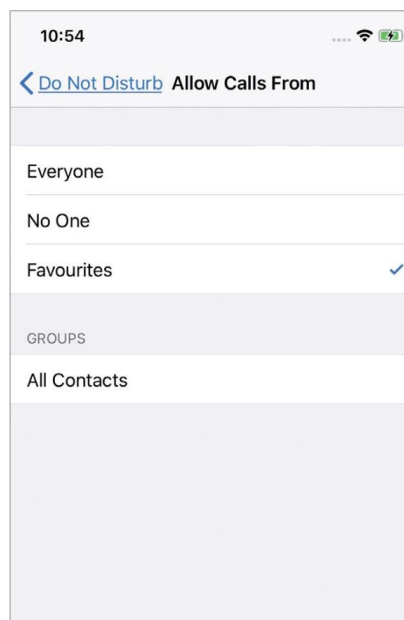 10:54
Do Not Disturb Allow Calls From
Everyone
No One
Favourites
GROUPS
All Contacts